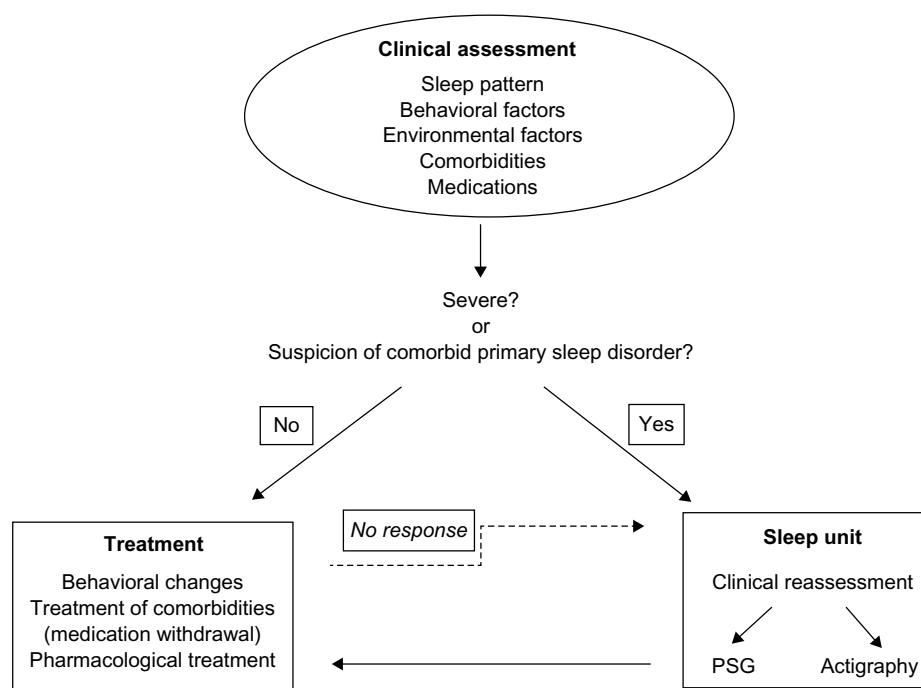 Clinical assessment
Sleep pattern
Behavioral factors
Environmental factors
Comorbidities
Medications
Severe?
or
Suspicion of comorbid primary sleep disorder?
No
Yes
No response
Treatment
Behavioral changes
Treatment of comorbidities
(medication withdrawal)
Pharmacological treatment
Sleep unit
Clinical reassessment
PSG
Actigraphy